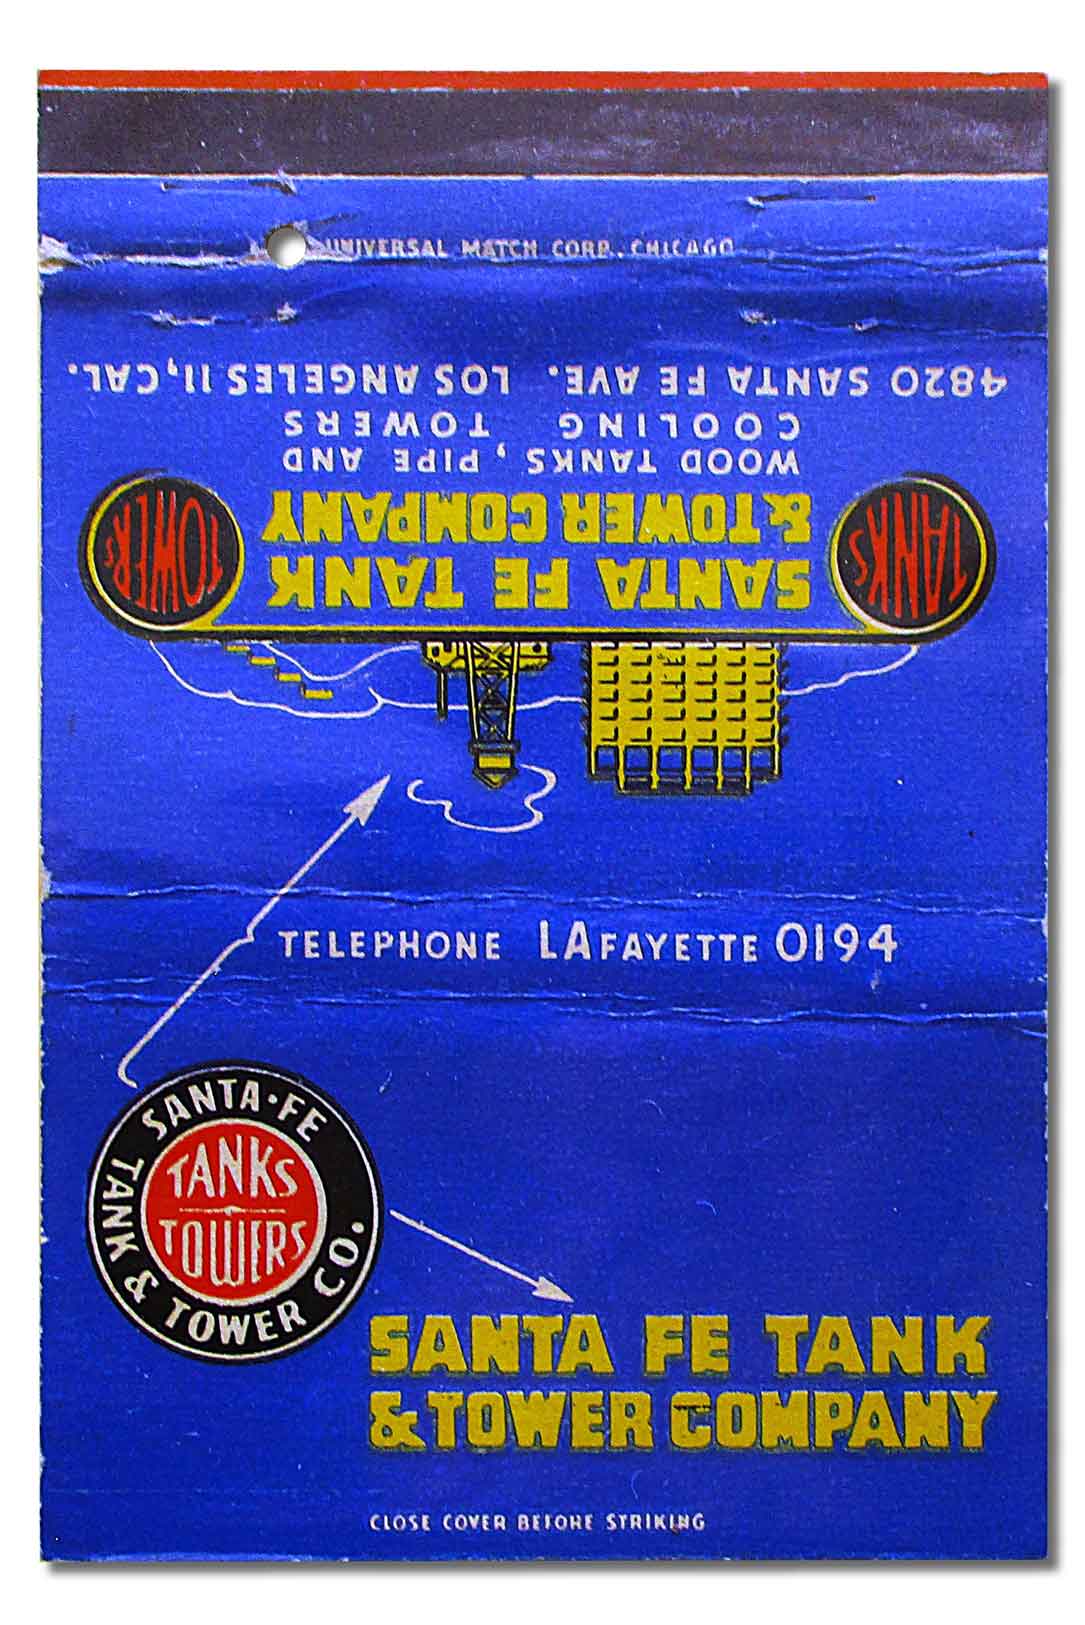 UNIVERSAL MATCH CORP., CHICAGO
4820 SANTA FE AVE. LOS ANGELES 11, CAL.
WOOD TANKS, PIPE AND
COOLING TOWERS
SANTA FE TANK
& TOWER COMPANY
TANKS
TOWERS
TELEPHONE LAFAYETTE 0194
SANTA-FE
TANK & TOWER CO.
TANKS
TOWERS
SANTA FE TANK
& TOWER COMPANY
CLOSE COVER BEFORE STRIKING